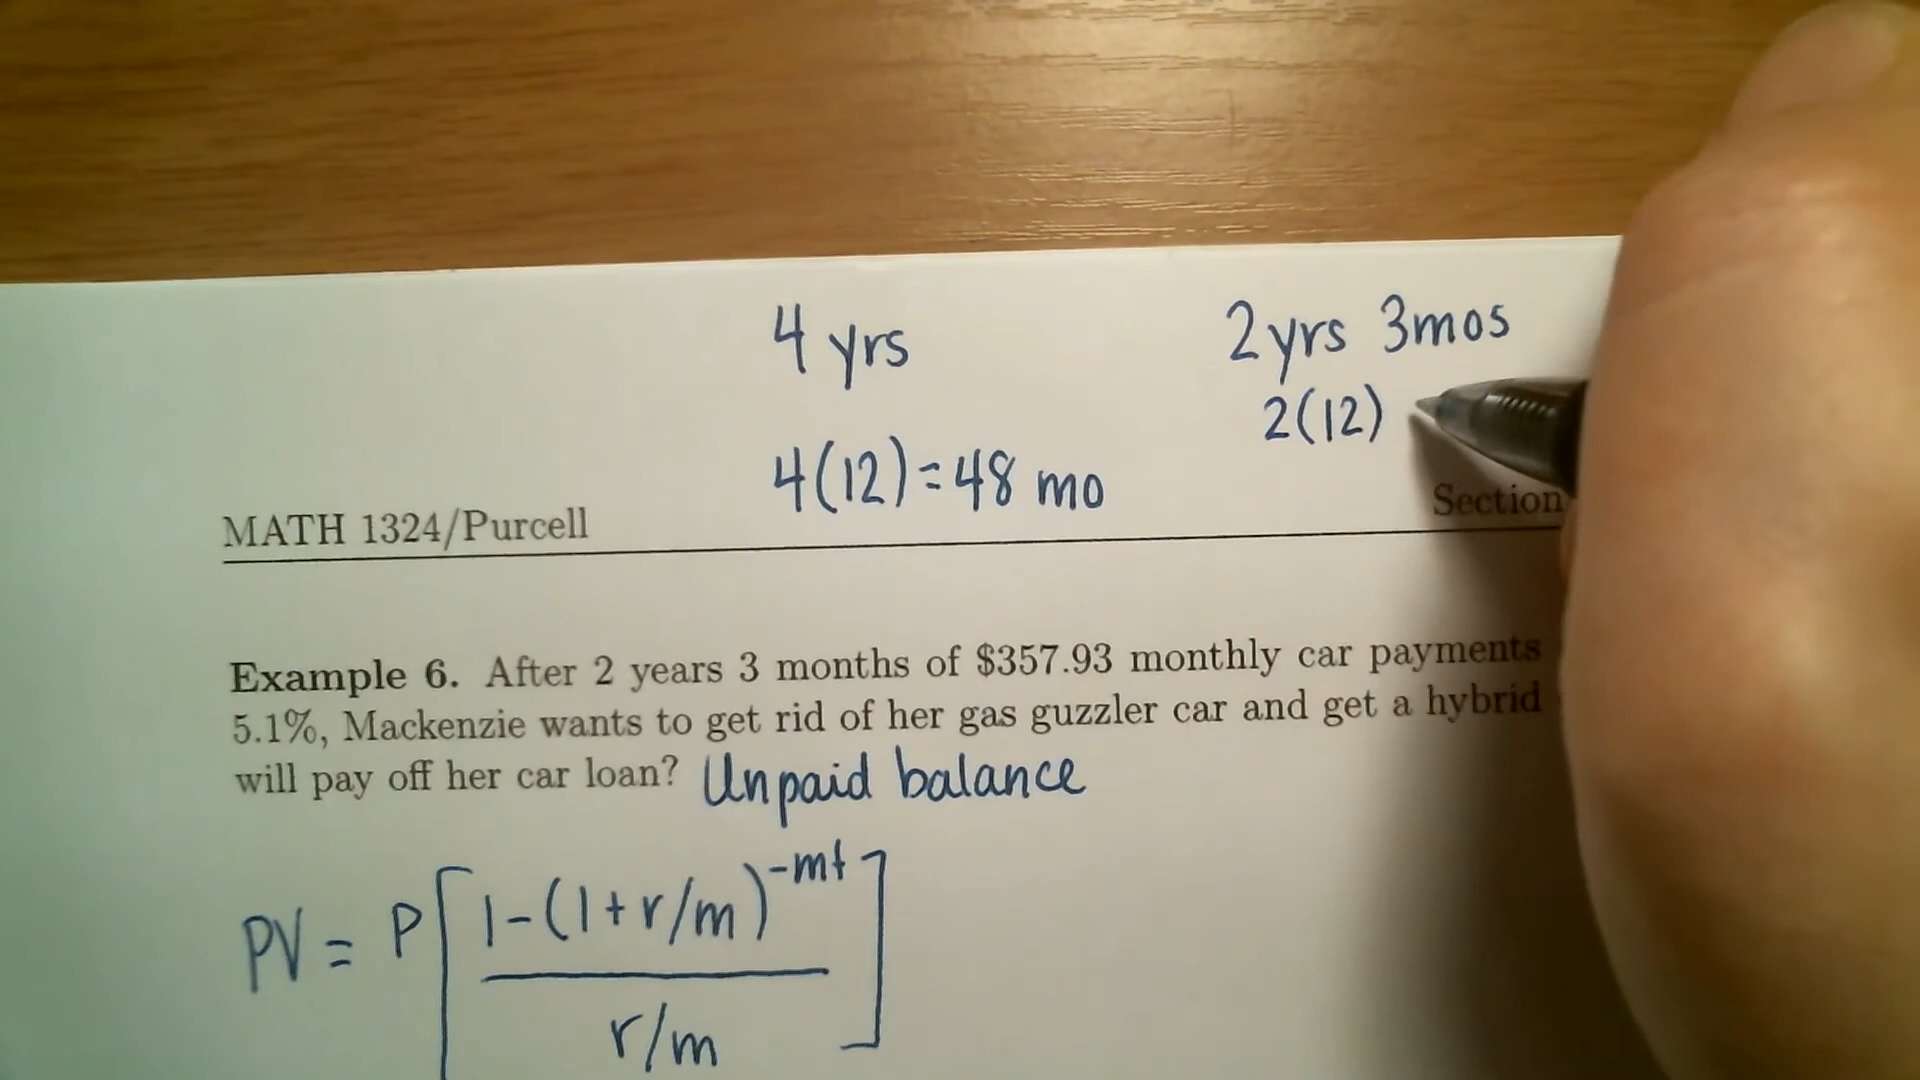 4 yrs
2yrs 3mos
2(12)
4(12)=48 mo
MATH 1324/Purcell
Section
Example 6. After 2 years 3 months of $357.93 monthly car payments
5.1%, Mackenzie wants to get rid of her gas guzzler car and get a hybrid
will pay off her car loan? Unpaid balance
PV = P[1-(1+r/m)^-mt
r/m]